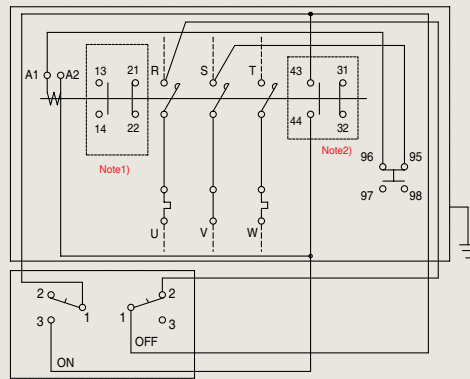 R S T
A1 A2 13 21 43 31
14 22 44 32
Note1) Note2)
96 95
97 98
U V W
2 1 1 2
3 3
OFF
ON